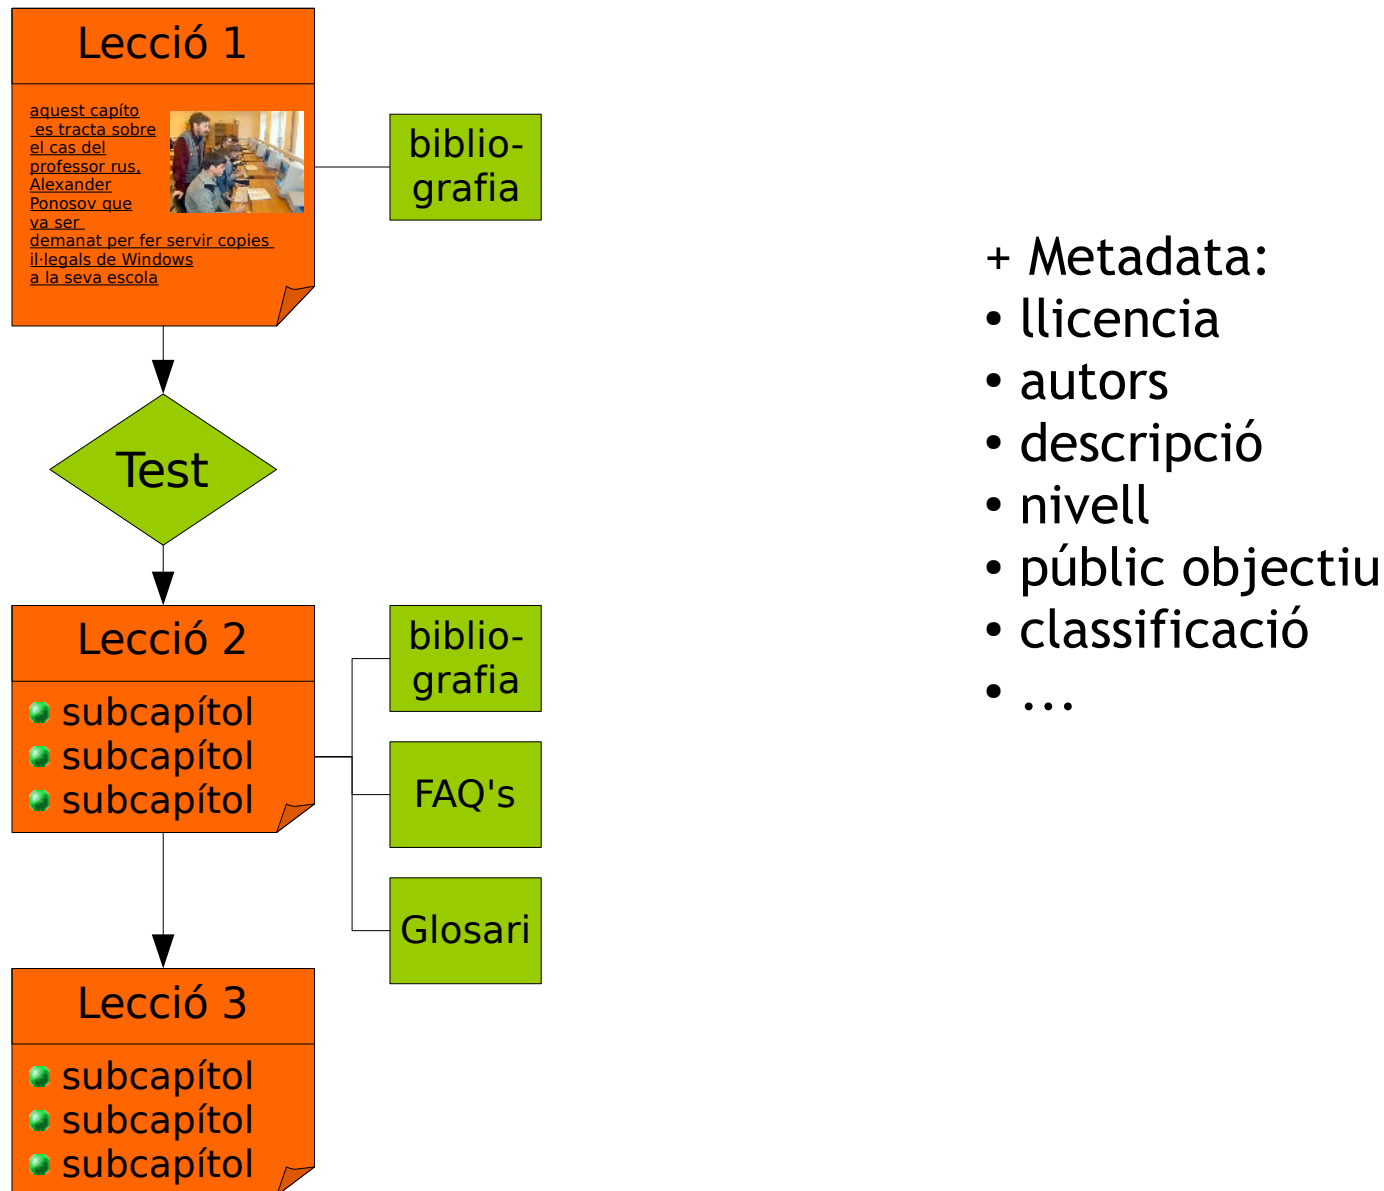 Lecció 1
aquest capíto
es tracta sobre
el cas del
professor rus,
Alexander
Ponosov que
va ser
demanat per fer servir copies
il·legals de Windows
a la seva escola
biblio-
grafia
Test
Lecció 2
subcapítol
subcapítol
subcapítol
biblio-
grafia
FAQ's
Glosari
Lecció 3
subcapítol
subcapítol
subcapítol
+ Metadata:
• llicencia
• autors
• descripció
• nivell
• públic objectiu
• classificació
• ...